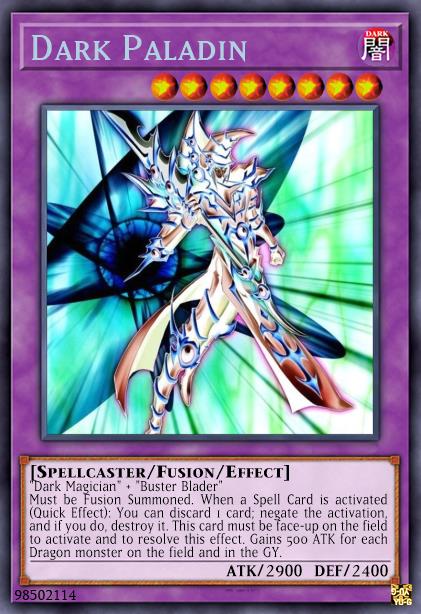 Dark Paladin
DARK
闇
[Spellcaster/Fusion/Effect]
"Dark Magician" + "Buster Blader"
Must be Fusion Summoned. When a Spell Card is activated
(Quick Effect): You can discard 1 card; negate the activation,
and if you do, destroy it. This card must be face-up on the field
to activate and to resolve this effect. Gains 500 ATK for each
Dragon monster on the field and in the GY.
ATK/2900 DEF/2400
98502114